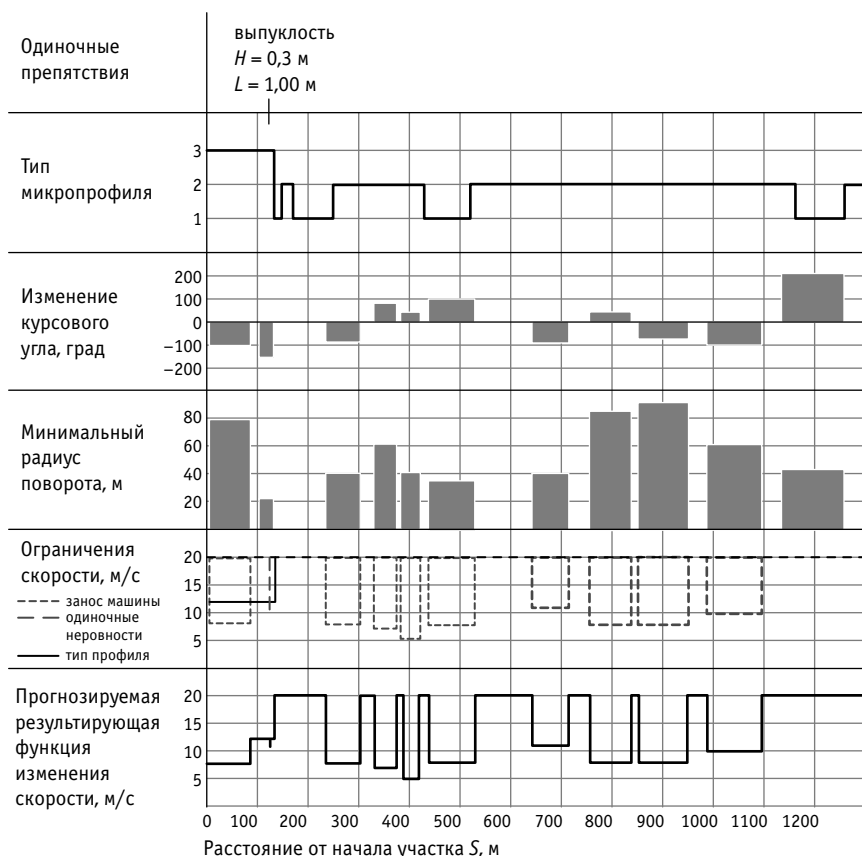 Одиночные
препятствия
выпуклость
H = 0,3 м
L = 1,00 м
Тип
микропрофиля
3
2
1
Изменение
курсового
угла, град
200
100
0
−100
−200
Минимальный
радиус
поворота, м
80
60
40
20
Ограничения
скорости, м/с
занос машины
одиночные
неровности
тип профиля
20
15
10
5
Прогнозируемая
результирующая
функция
изменения
скорости, м/с
20
15
10
5
0 100 200 300 400 500 600 700 800 900 1000 1100 1200
Расстояние от начала участка S, м